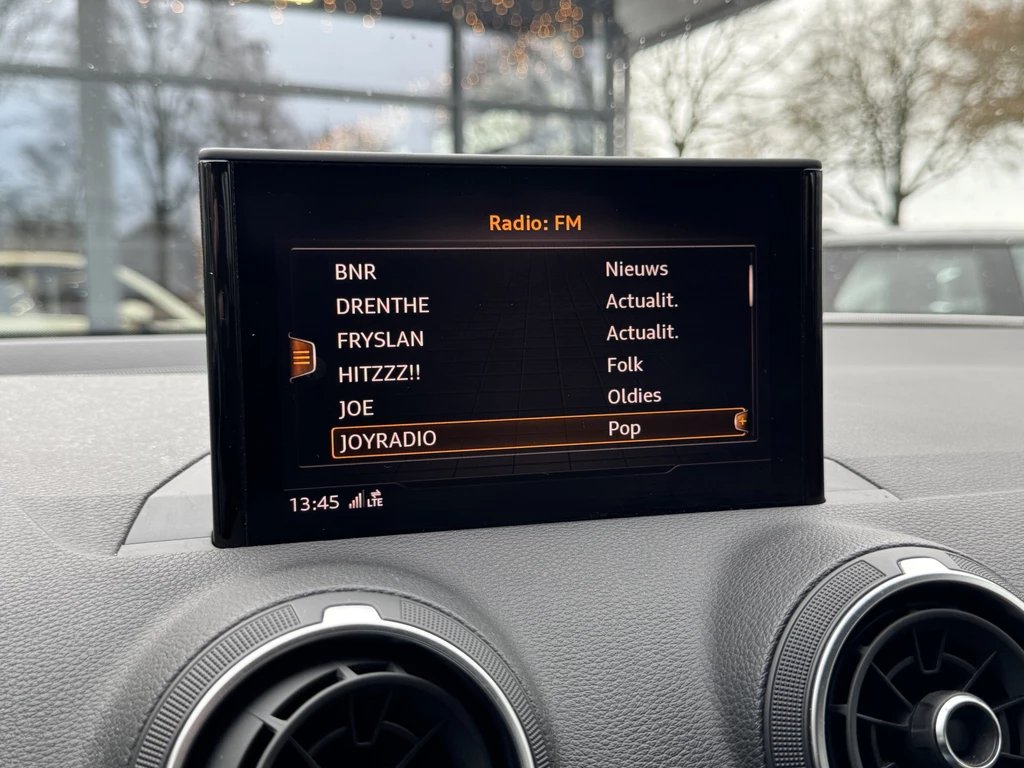 Radio: FM
BNR Nieuws
DRENTHE Actualit.
FRYSLAN Actualit.
HITZZZ!! Folk
JOE Oldies
JOYRADIO Pop
13:45 LTE